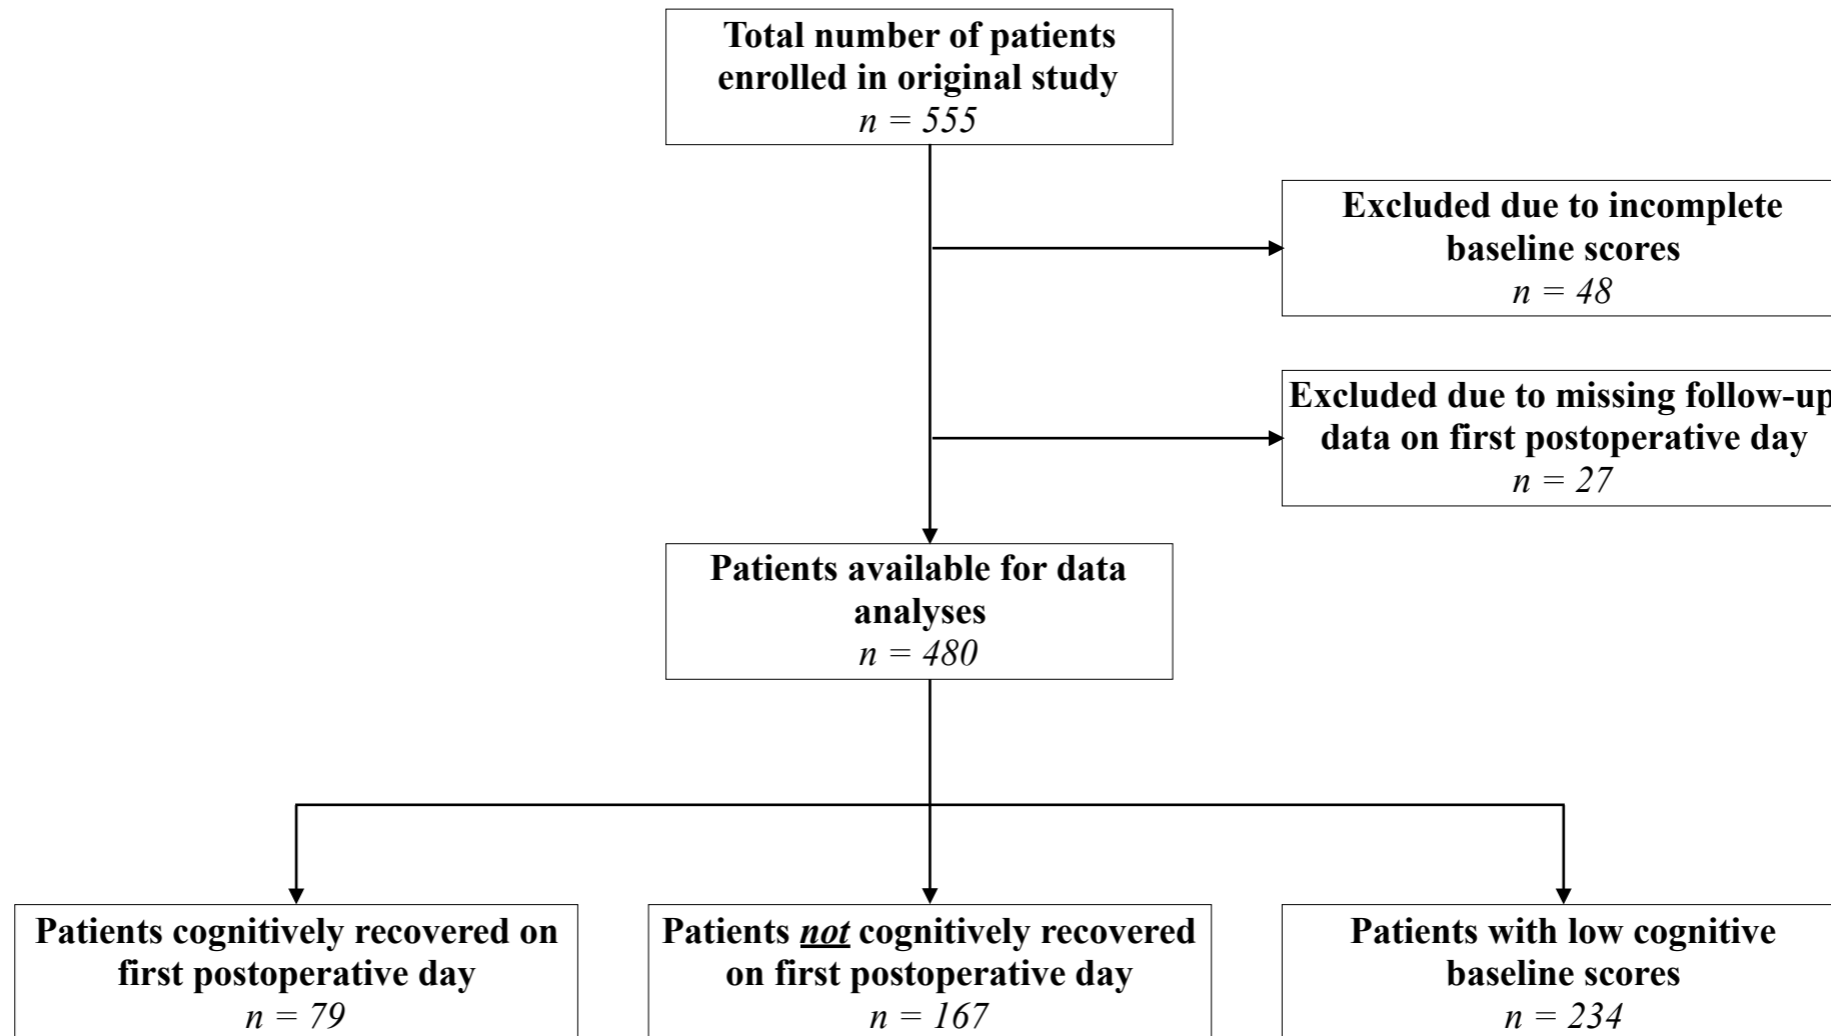 Total number of patients
enrolled in original study
n = 555
Excluded due to incomplete
baseline scores
n = 48
Excluded due to missing follow-up
data on first postoperative day
n = 27
Patients available for data
analyses
n = 480
Patients cognitively recovered on
first postoperative day
n = 79
Patients not cognitively recovered
on first postoperative day
n = 167
Patients with low cognitive
baseline scores
n = 234